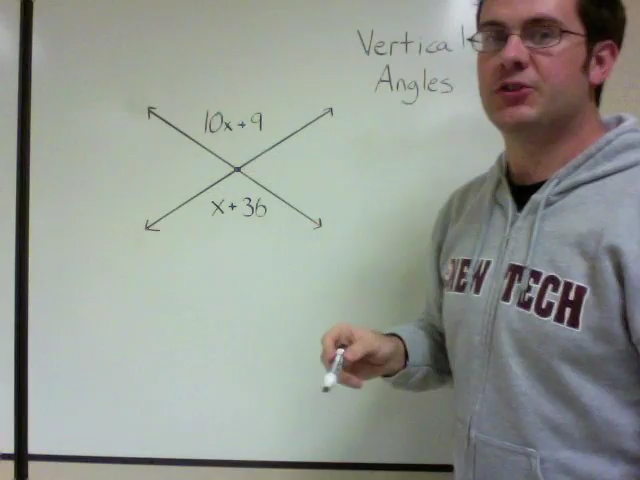 Vertical
Angles
10x + 9
x + 36
NEW TECH